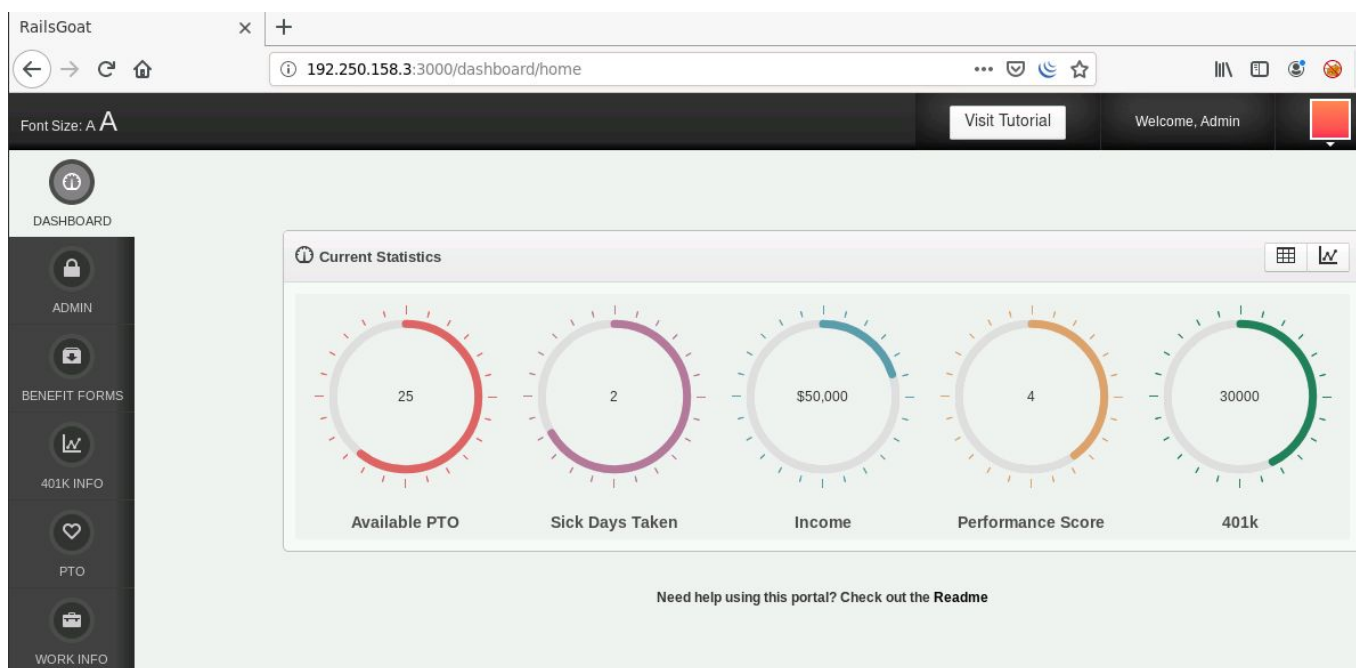 RailsGoat
192.250.158.3:3000/dashboard/home
Font Size: A A
Visit Tutorial
Welcome, Admin
DASHBOARD
ADMIN
BENEFIT FORMS
401K INFO
PTO
WORK INFO
Current Statistics
25
2
$50,000
4
30000
Available PTO
Sick Days Taken
Income
Performance Score
401k
Need help using this portal? Check out the Readme